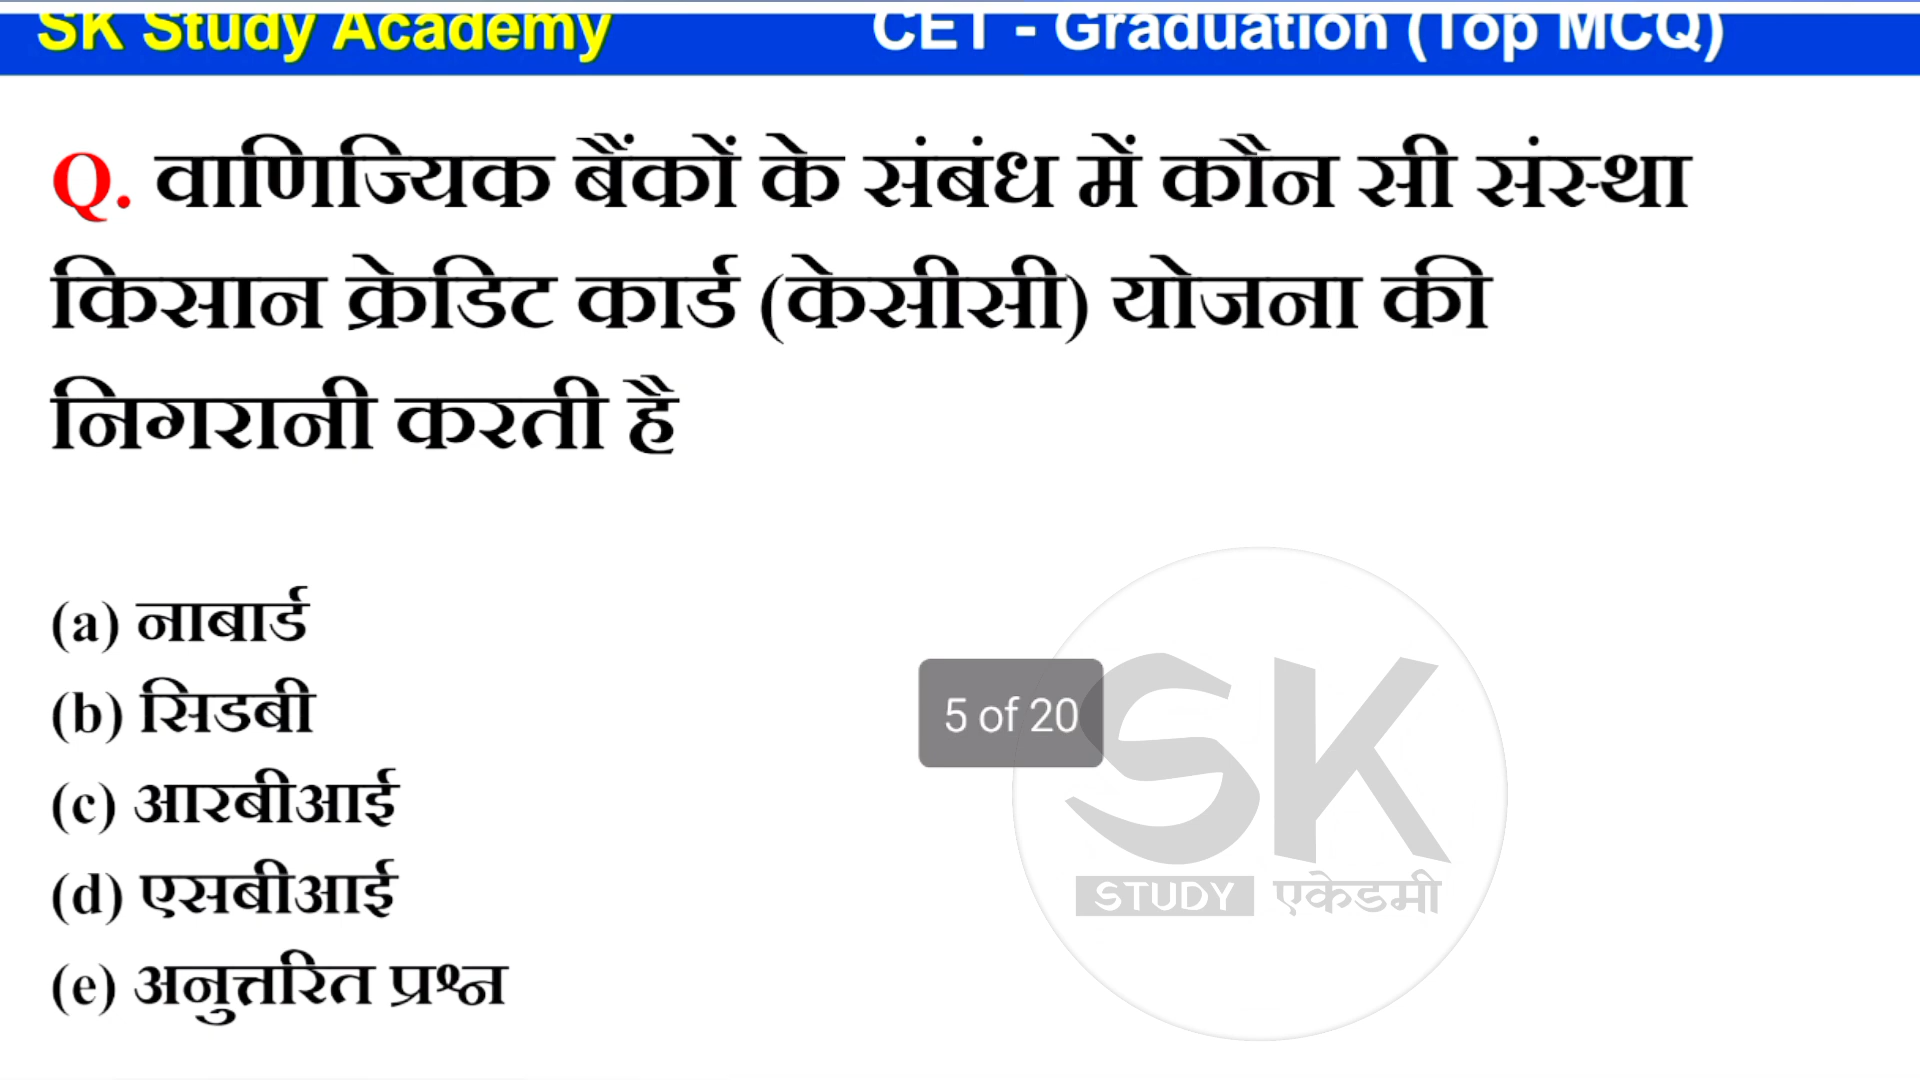 SK Study Academy CET - Graduation (Top MCQ)
Q. वाणिज्यिक बैंकों के संबंध में कौन सी संस्था
किसान क्रेडिट कार्ड (केसीसी) योजना की
निगरानी करती है
(a) नाबार्ड
(b) सिडबी
(c) आरबीआई
(d) एसबीआई
(e) अनुत्तरित प्रश्न
5 of 20
SK
STUDY एकेडमी